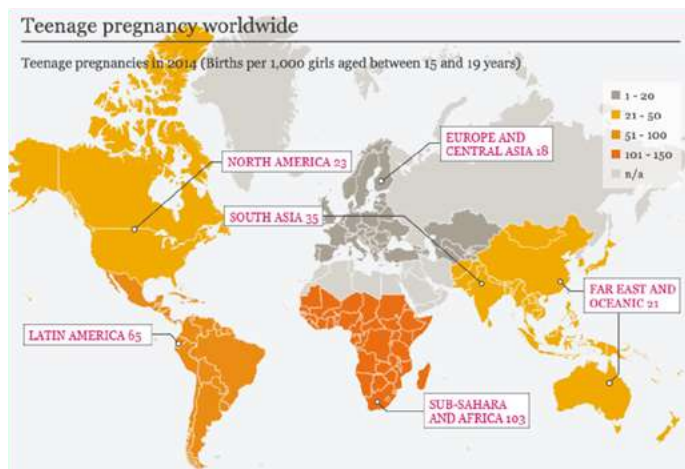 Teenage pregnancy worldwide
Teenage pregnancies in 2014 (Births per 1,000 girls aged between 15 and 19 years)
1 - 20
21 - 50
51 - 100
101 - 150
n/a
EUROPE AND
CENTRAL ASIA 18
NORTH AMERICA 23
SOUTH ASIA 35
FAR EAST AND
OCEANIC 21
LATIN AMERICA 65
SUB-SAHARA
AND AFRICA 103